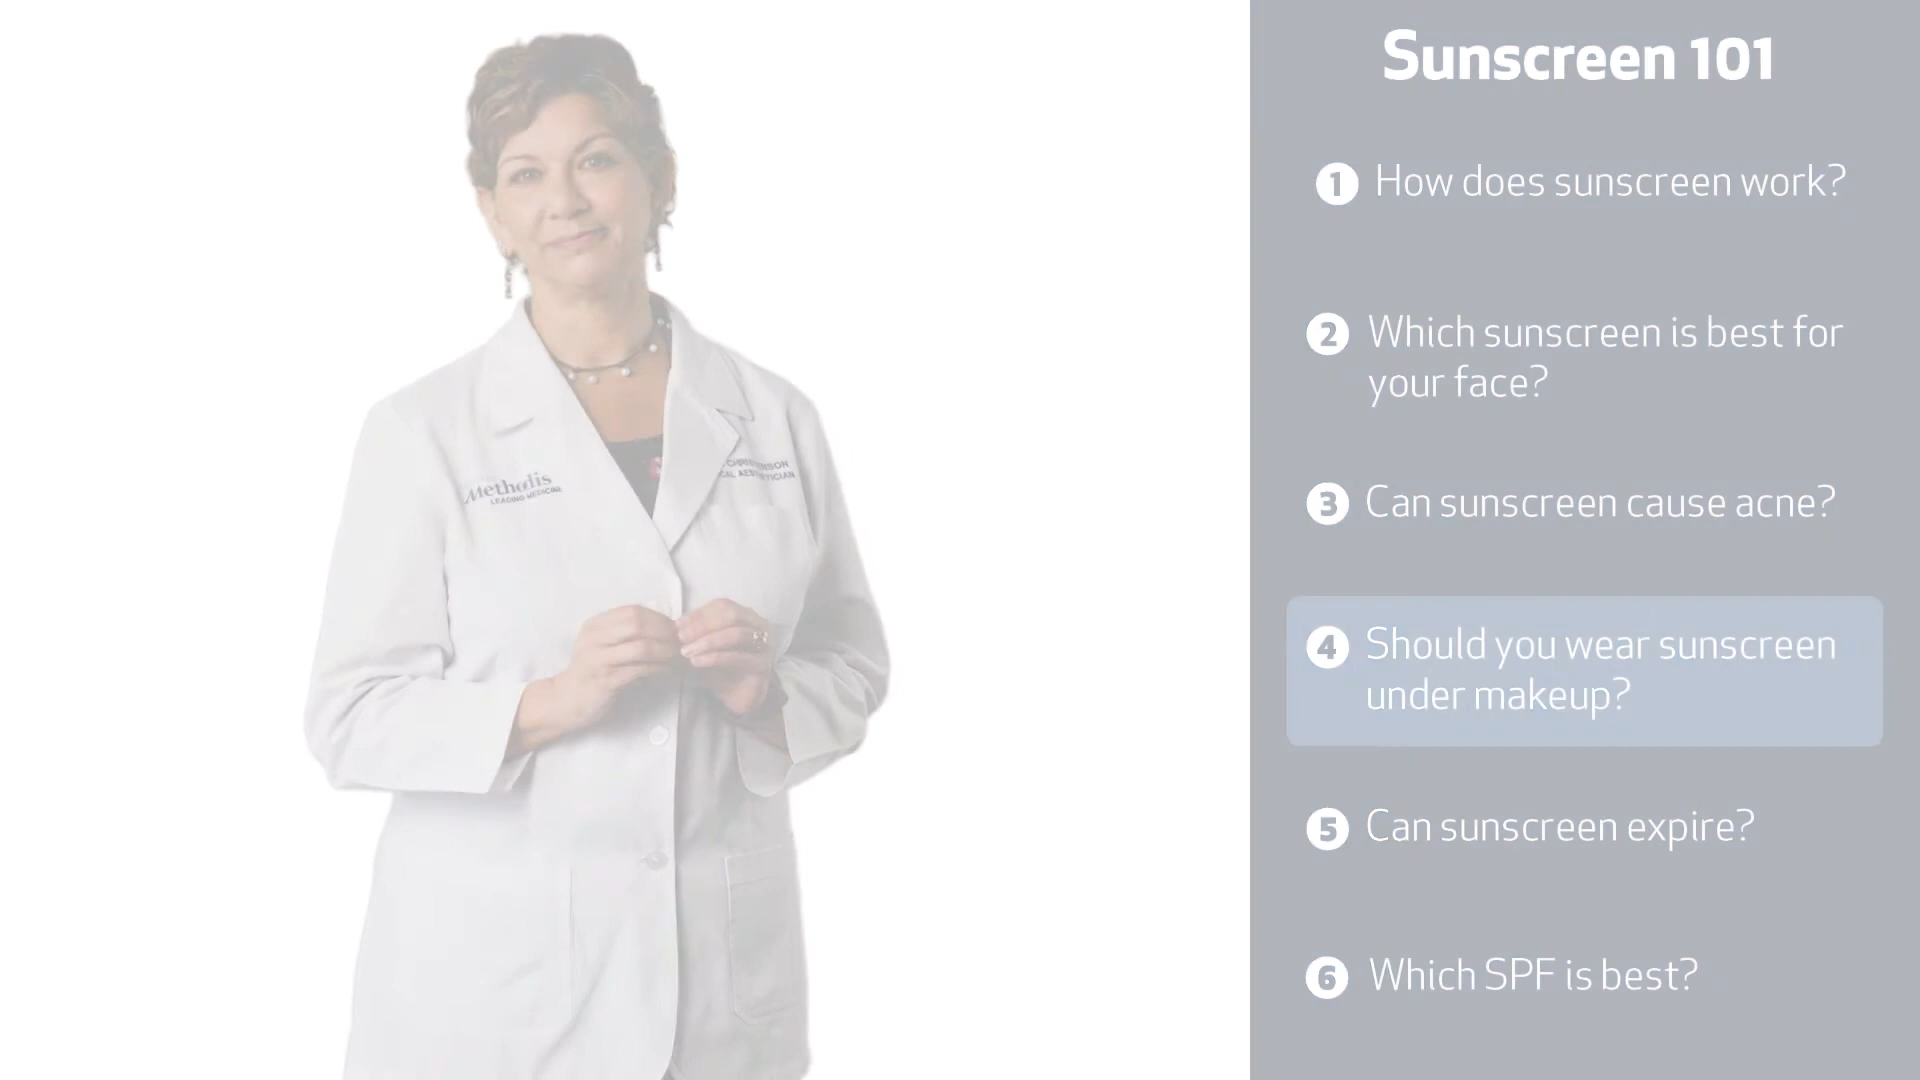 Sunscreen 101
1 How does sunscreen work?
2 Which sunscreen is best for
your face?
3 Can sunscreen cause acne?
4 Should you wear sunscreen
under makeup?
5 Can sunscreen expire?
6 Which SPF is best?
Methodis
LEADING MEDICINE